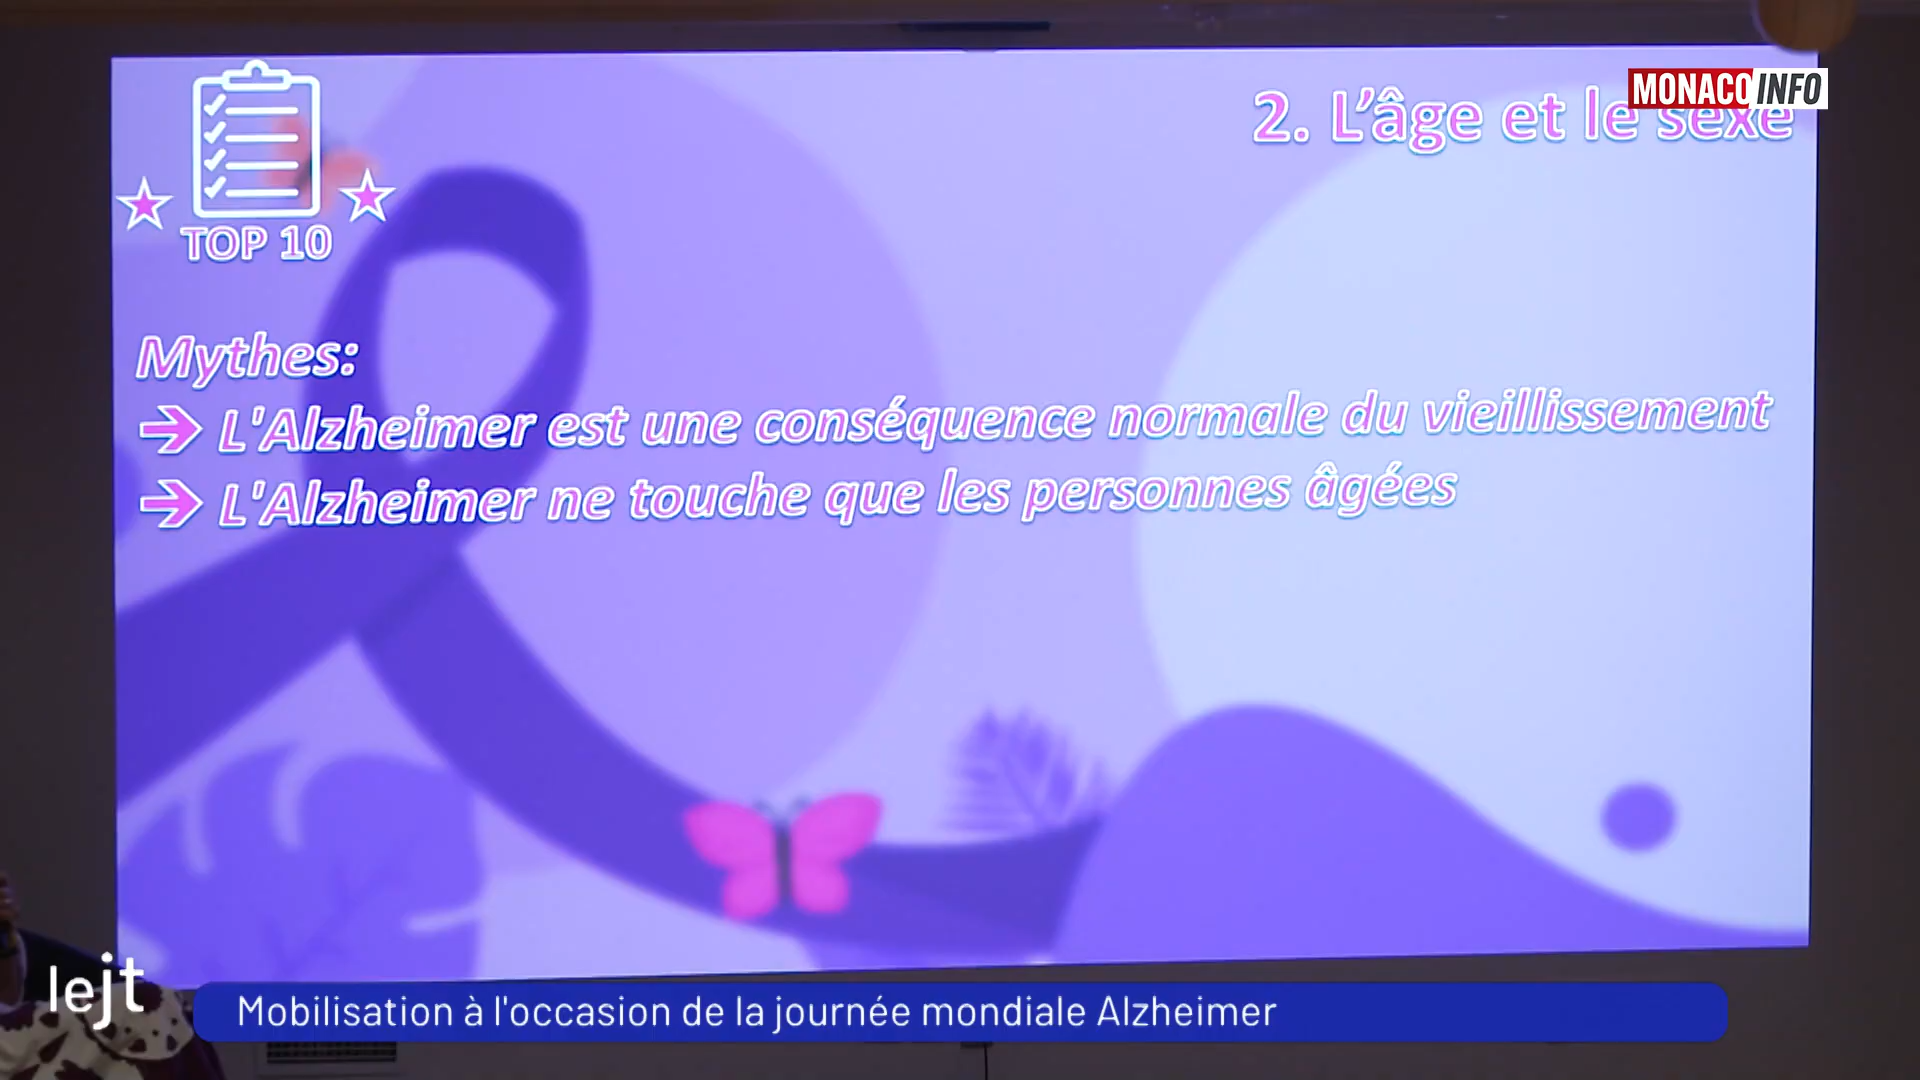 MONACO INFO
2. L'âge et le sexe
TOP 10
Mythes:
→ L'Alzheimer est une conséquence normale du vieillissement
→ L'Alzheimer ne touche que les personnes âgées
lejt
Mobilisation à l'occasion de la journée mondiale Alzheimer